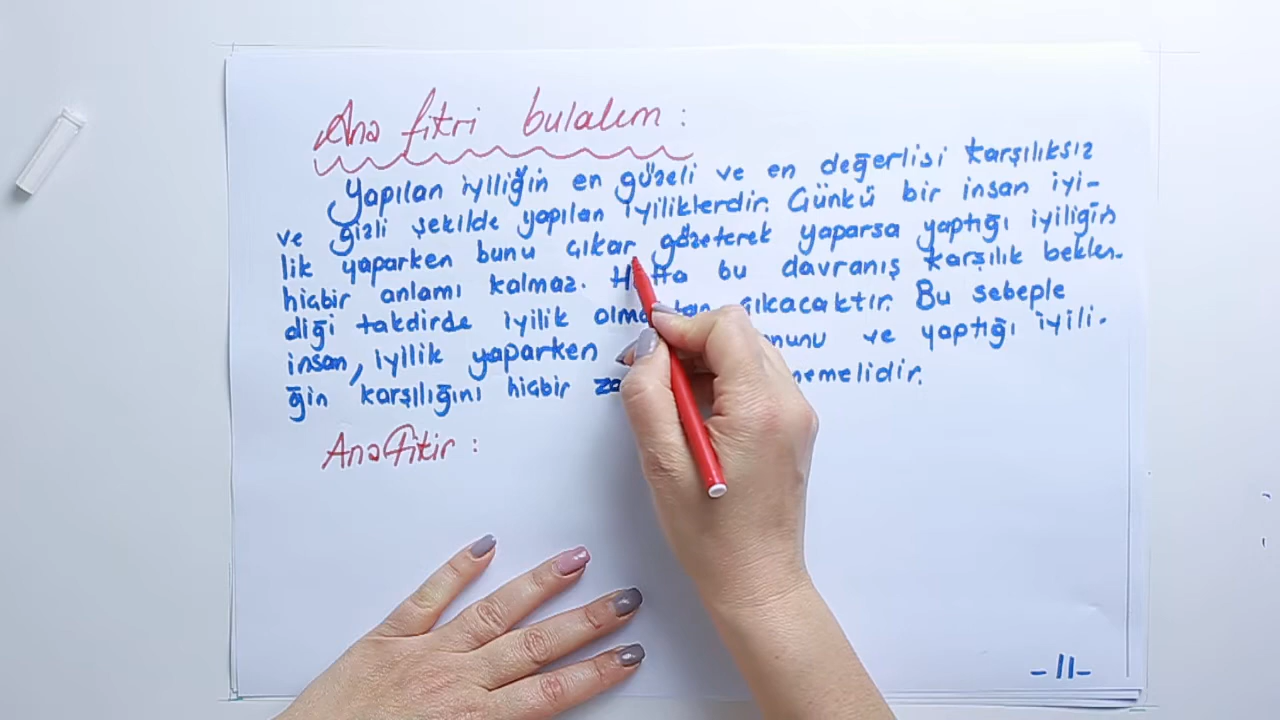 Ana fikri bulalım :
Yapılan iylliğin en güzeli ve en değerlisi karşılıksız
ve gizli şekilde yapılan iyiliklerdir. Çünkü bir insan iyi-
lik yaparken bunu çıkar gözeterek yaparsa yaptığı iyiliğin
hiçbir anlamı kalmaz. bu davranış karşılık beklen-
diği takdirde iyilik çıkacaktır. Bu sebeple
insan, iyilik yaparken ve yaptığı iyili-
ğin karşılığını hiçbir
Ana Fikir :
-11-